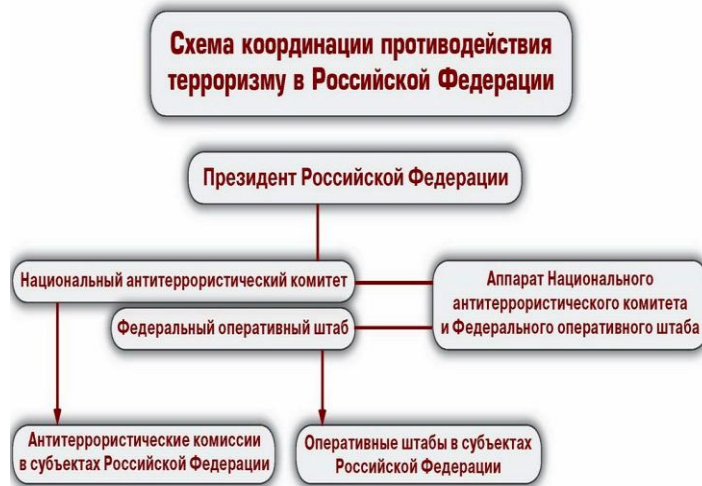 Схема координации противодействия
терроризму в Российской Федерации
Президент Российской Федерации
Национальный антитеррористический комитет
Федеральный оперативный штаб
Аппарат Национального
антитеррористического комитета
и Федерального оперативного штаба
Антитеррористические комиссии
в субъектах Российской Федерации
Оперативные штабы в субъектах
Российской Федерации